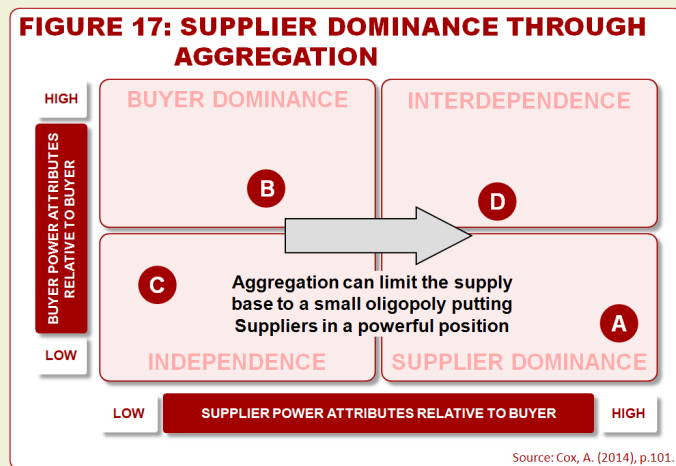 FIGURE 17: SUPPLIER DOMINANCE THROUGH
AGGREGATION
HIGH
BUYER POWER ATTRIBUTES
RELATIVE TO BUYER
LOW
BUYER DOMINANCE
INTERDEPENDENCE
B
D
C
Aggregation can limit the supply
base to a small oligopoly putting
Suppliers in a powerful position
A
INDEPENDENCE
SUPPLIER DOMINANCE
LOW
SUPPLIER POWER ATTRIBUTES RELATIVE TO BUYER
HIGH
Source: Cox, A. (2014), p.101.